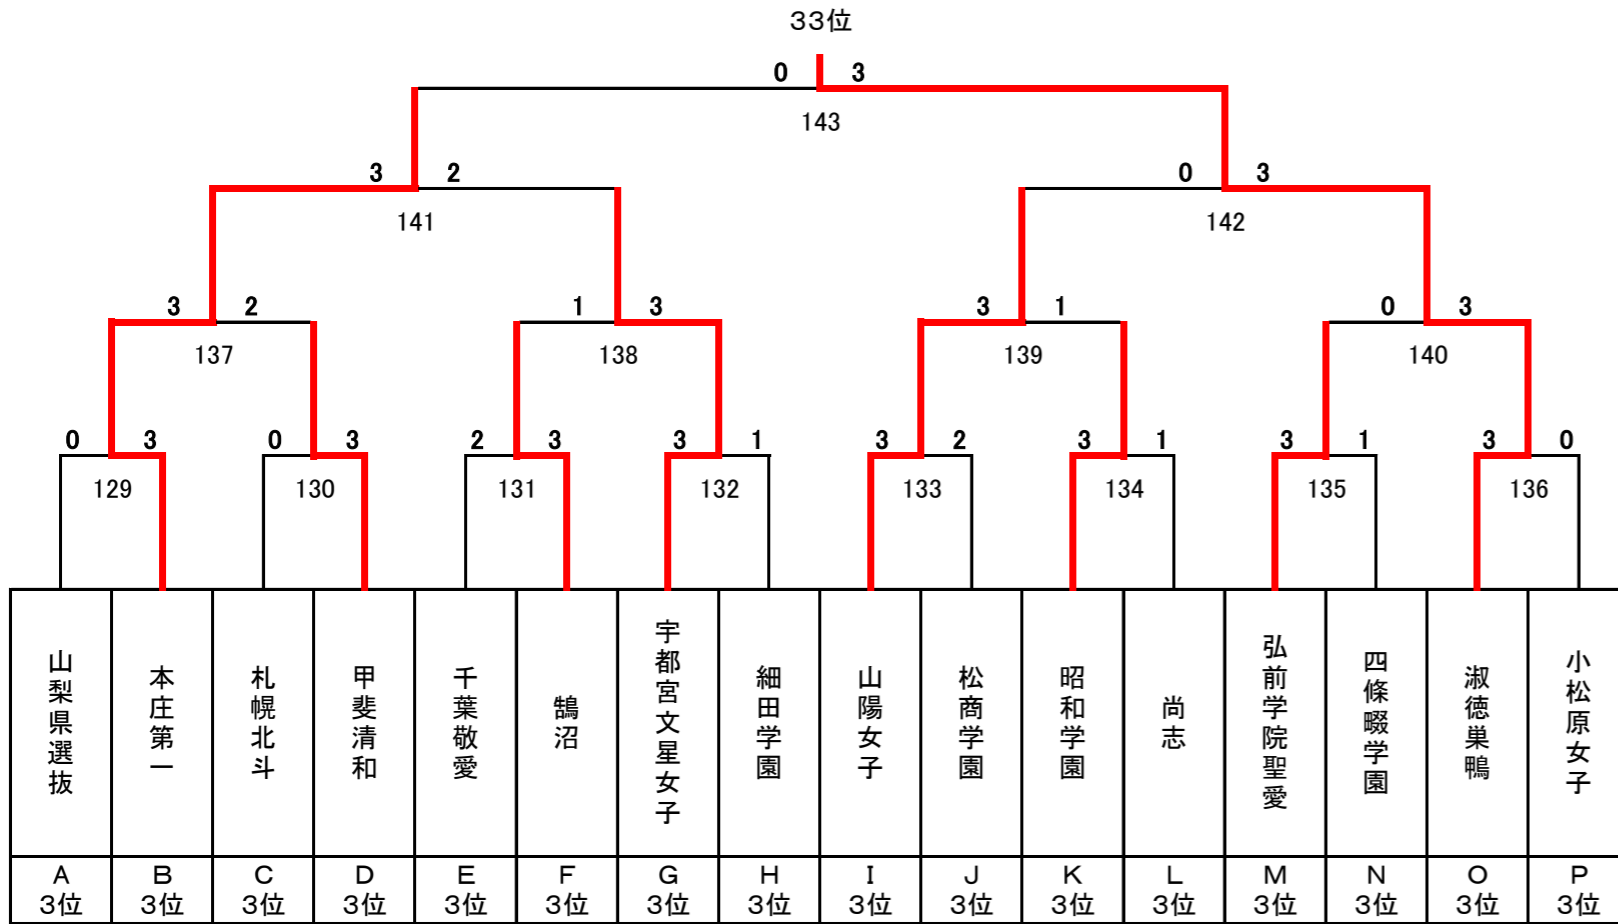 33位
0 3
143
3 2 0 3
141 142
3 2 1 3 3 1 0 3
137 138 139 140
0 3 0 3 2 3 3 1 3 2 3 1 3 1 3 0
129 130 131 132 133 134 135 136
山梨県選抜
本庄第一
札幌北斗
甲斐清和
千葉敬愛
鵠沼
宇都宮文星女子
細田学園
山陽女子
松商学園
昭和学園
尚志
弘前学院聖愛
四條畷学園
淑徳巣鴨
小松原女子
A B C D E F G H I J K L M N O P
3位 3位 3位 3位 3位 3位 3位 3位 3位 3位 3位 3位 3位 3位 3位 3位